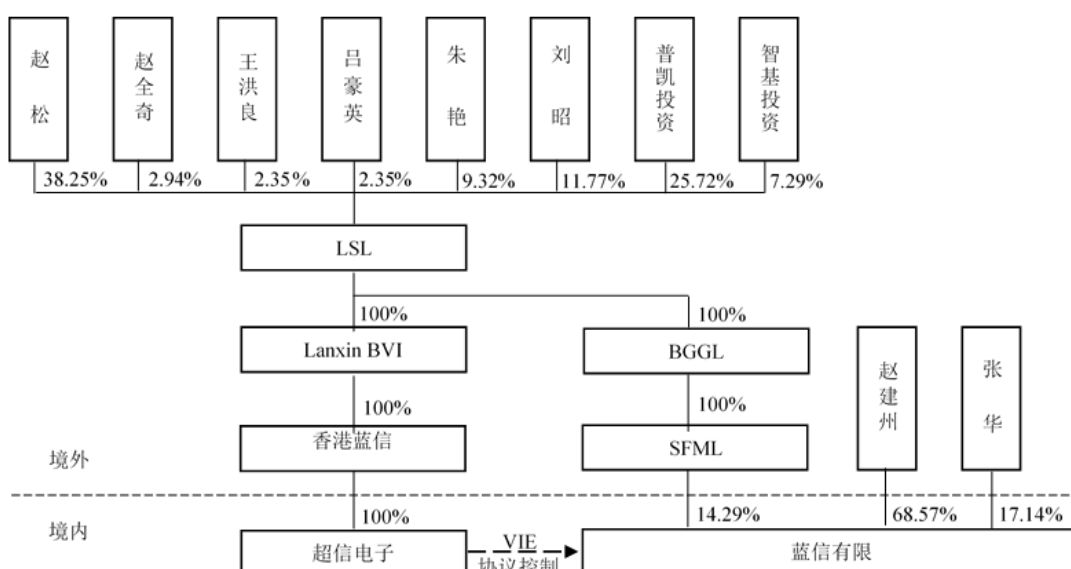 赵松
赵全奇
王洪良
吕豪英
朱艳
刘昭
普凯投资
智基投资
38.25%
2.94%
2.35%
2.35%
9.32%
11.77%
25.72%
7.29%
LSL
100%
100%
Lanxin BVI
BGGL
赵建州
张华
100%
100%
香港蓝信
SFML
境外
境内
100%
14.29%
68.57%
17.14%
超信电子
VIE
协议控制
蓝信有限